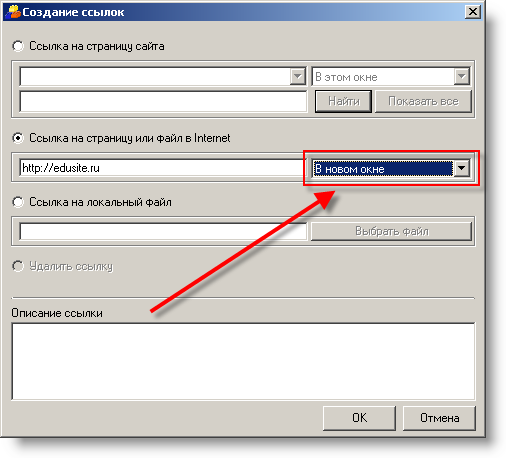 Создание ссылок
Ссылка на страницу сайта
В этом окне
Найти
Показать все
Ссылка на страницу или файл в Internet
http://edusite.ru
В новом окне
Ссылка на локальный файл
Выбрать файл
Удалить ссылку
Описание ссылки
OK
Отмена